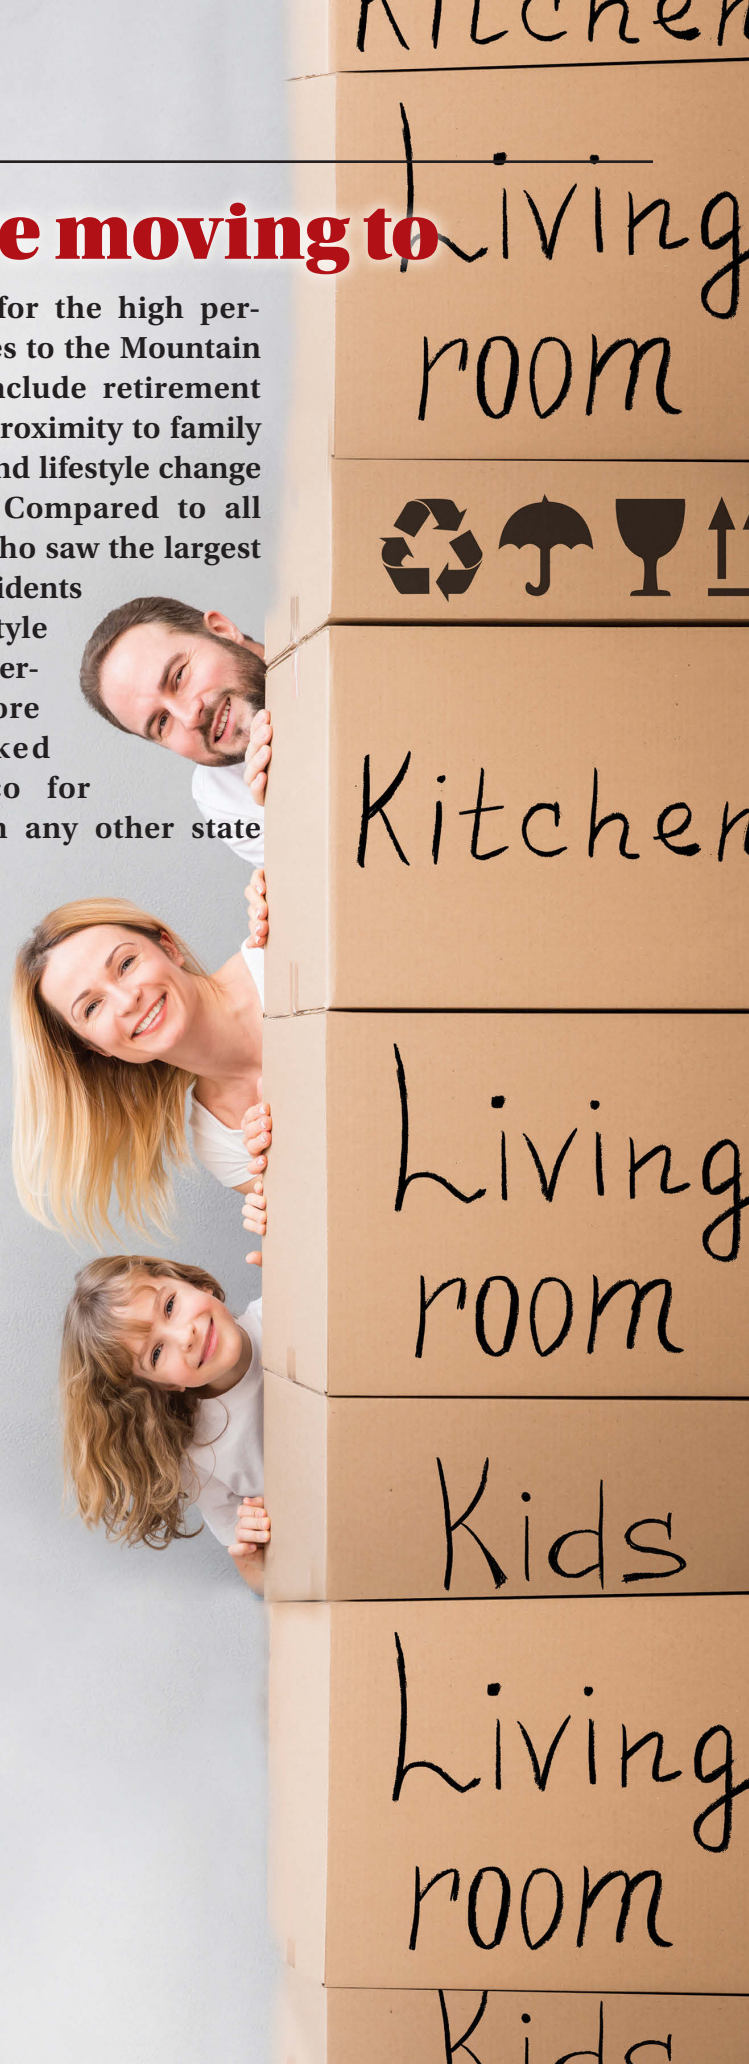 Kitchen
Living
room
e moving to
for the high per-
es to the Mountain
nclude retirement
roximity to family
nd lifestyle change
Compared to all
ho saw the largest
idents
tyle
er-
ore
ked
co for
n any other state
Kitchen
Living
room
Kids
Living
room
Kids